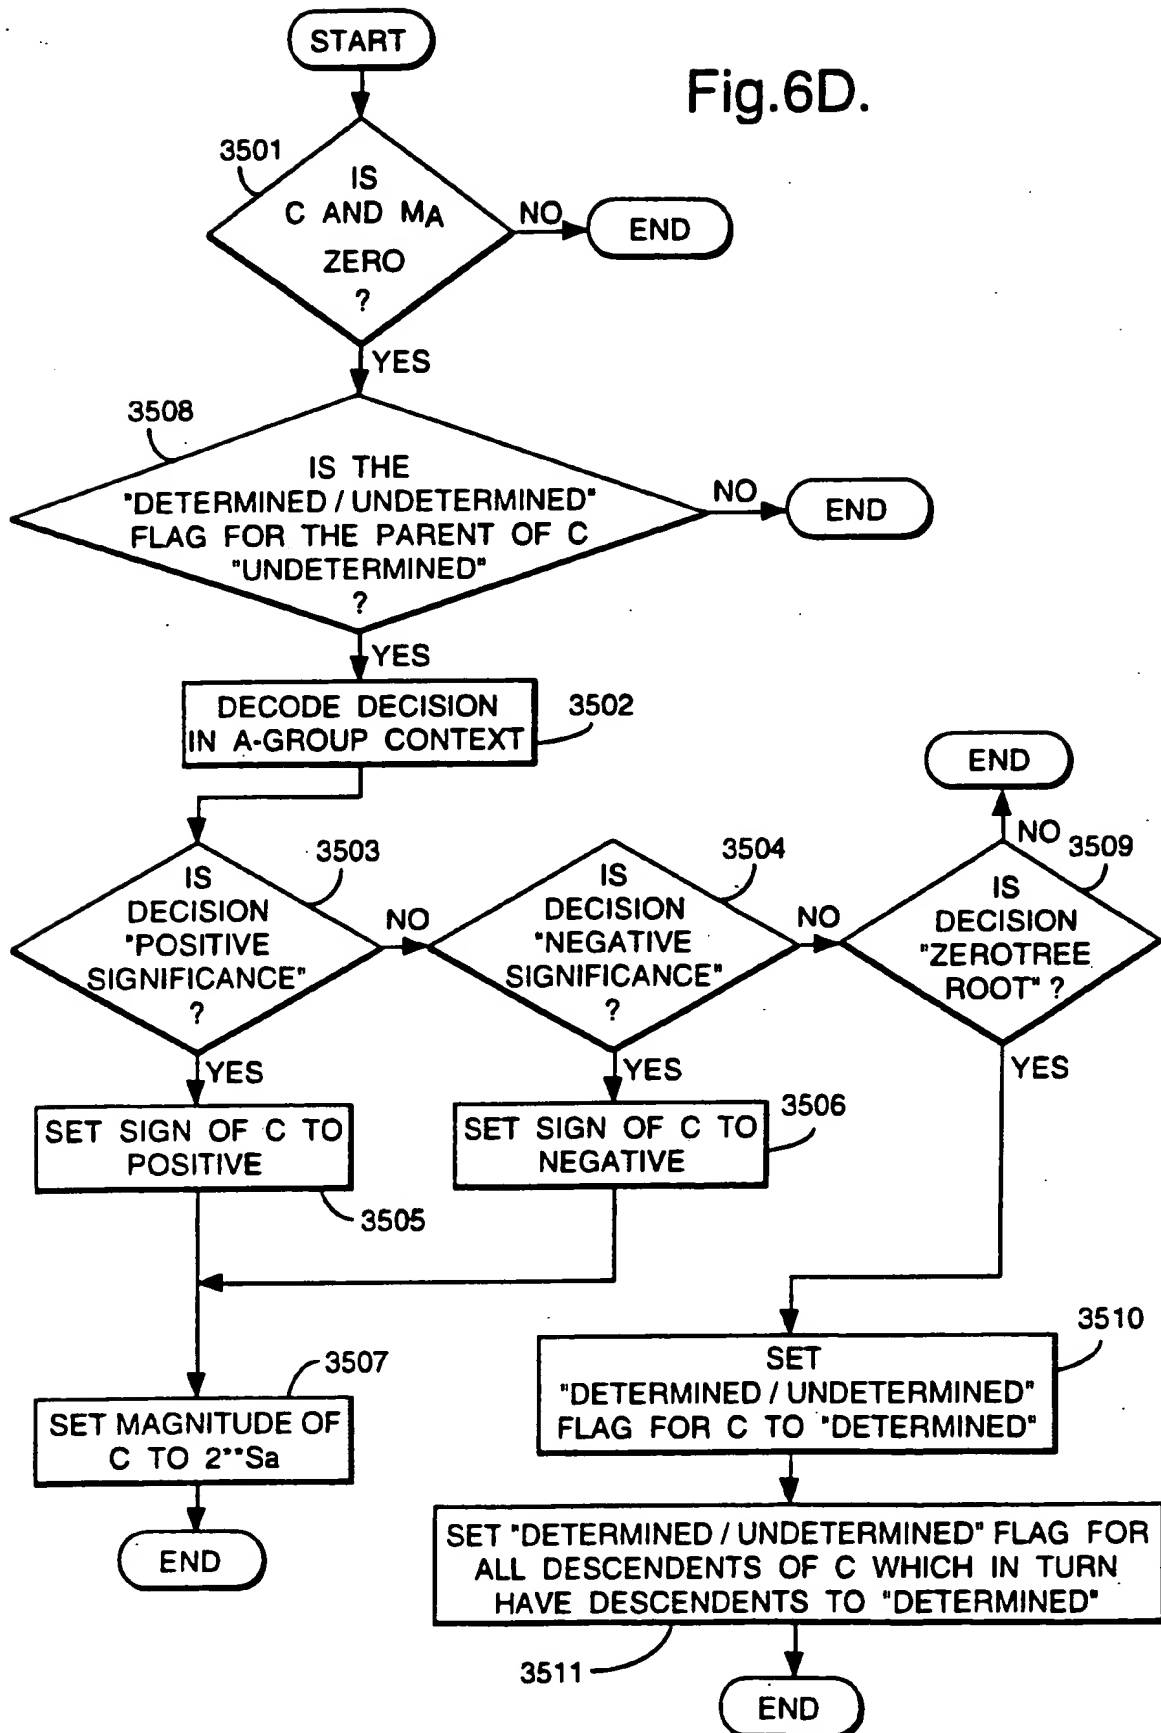 START
Fig.6D.
3501
IS
C AND MA
ZERO
?
NO
END
YES
3508
IS THE
"DETERMINED / UNDETERMINED"
FLAG FOR THE PARENT OF C
"UNDETERMINED"
?
NO
END
YES
DECODE DECISION
IN A-GROUP CONTEXT
3502
END
NO
3503
IS
DECISION
"POSITIVE
SIGNIFICANCE"
?
NO
3504
IS
DECISION
"NEGATIVE
SIGNIFICANCE"
?
NO
3509
IS
DECISION
"ZEROTREE
ROOT" ?
YES
YES
YES
SET SIGN OF C TO
POSITIVE
3505
SET SIGN OF C TO
NEGATIVE
3506
3507
SET MAGNITUDE OF
C TO 2**Sa
END
3510
SET
"DETERMINED / UNDETERMINED"
FLAG FOR C TO "DETERMINED"
SET "DETERMINED / UNDETERMINED" FLAG FOR
ALL DESCENDENTS OF C WHICH IN TURN
HAVE DESCENDENTS TO "DETERMINED"
3511
END